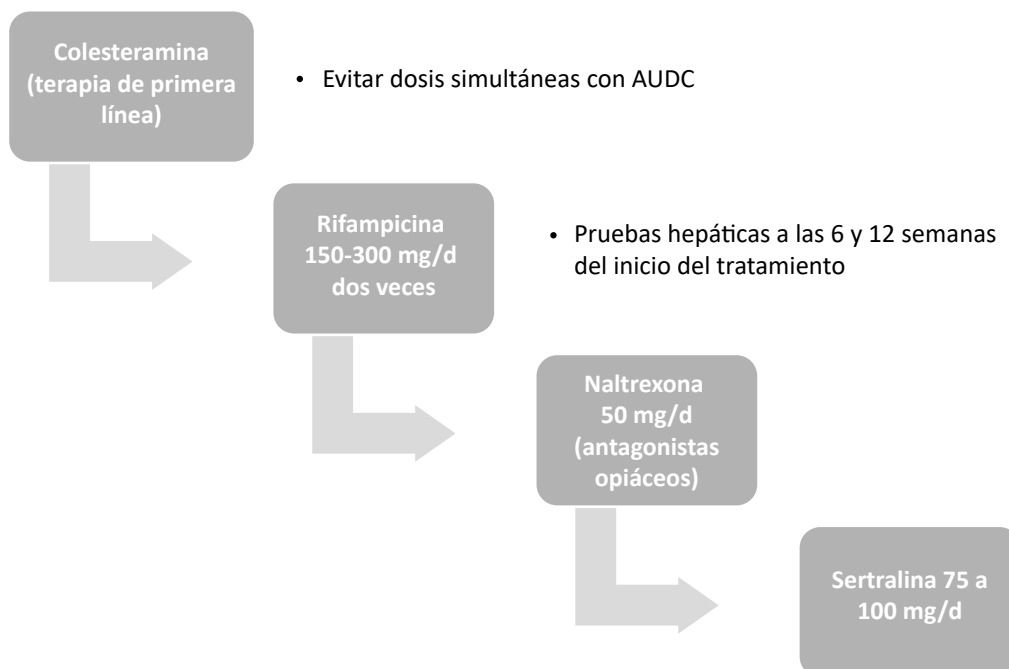 Colesteramina
(terapia de primera
línea)
• Evitar dosis simultáneas con AUDC
Rifampicina
150-300 mg/d
dos veces
• Pruebas hepáticas a las 6 y 12 semanas
del inicio del tratamiento
Naltrexona
50 mg/d
(antagonistas
opiáceos)
Sertralina 75 a
100 mg/d